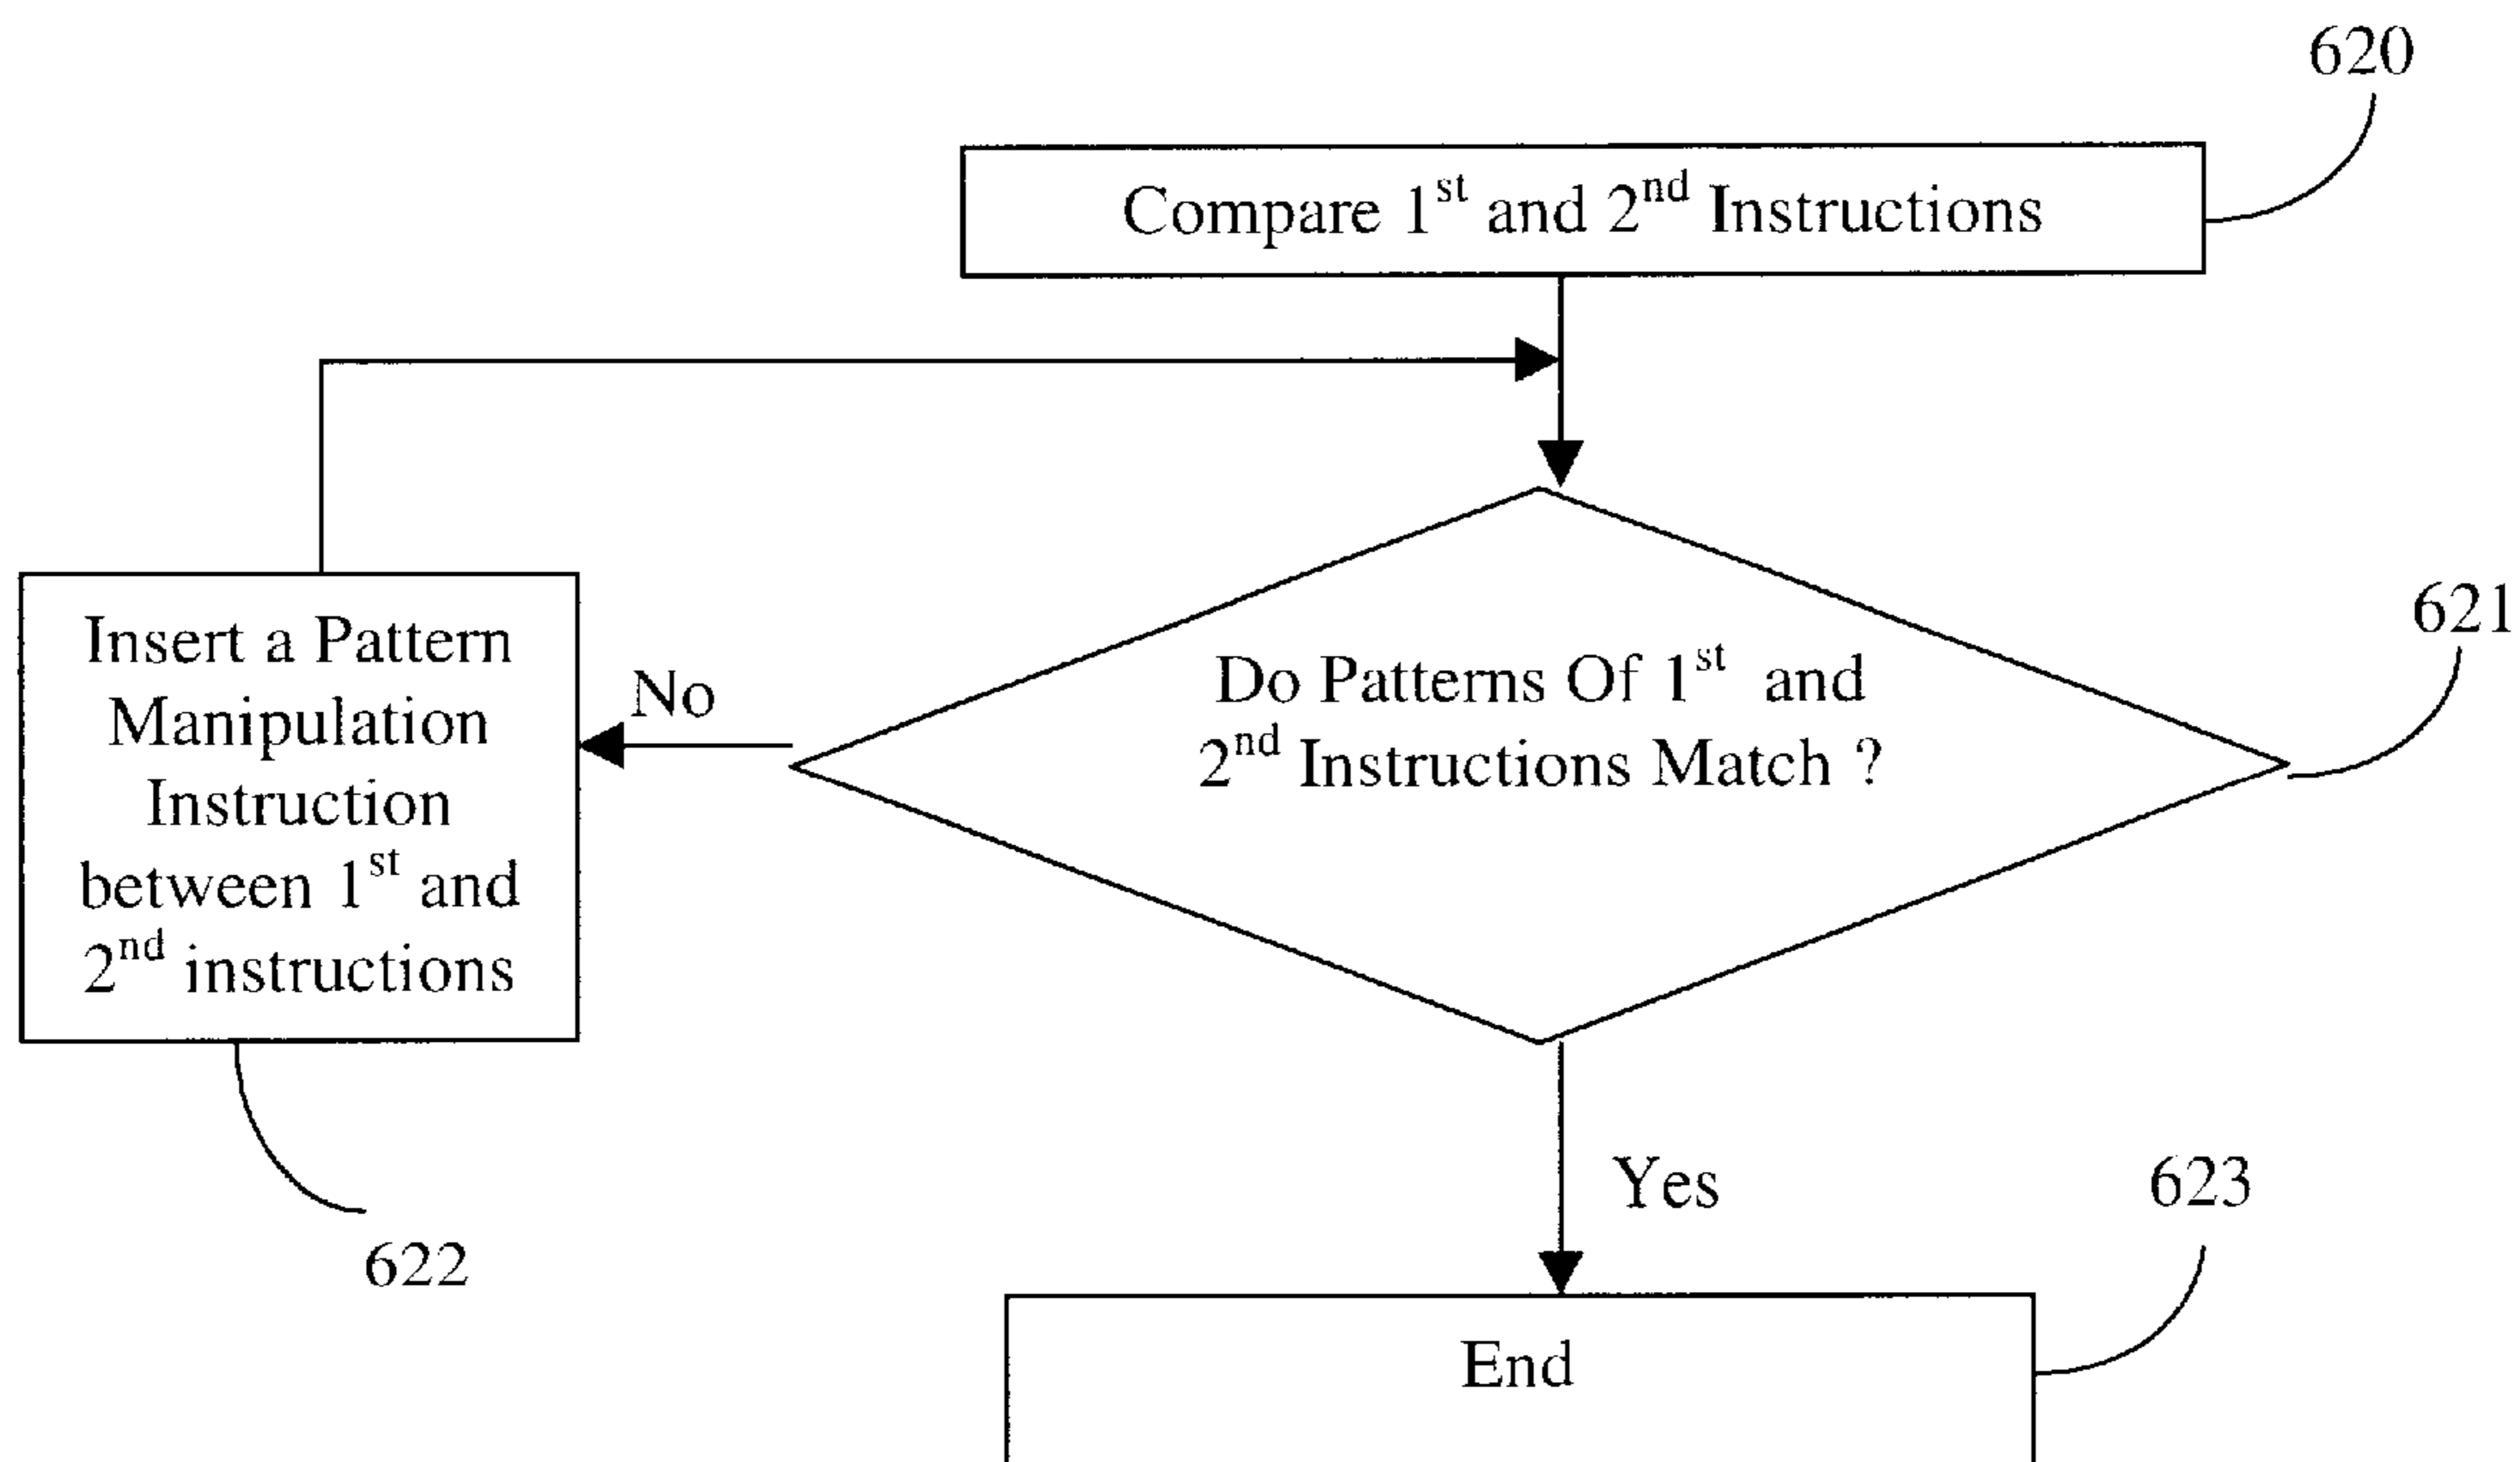 620
Compare 1st and 2nd Instructions
621
Do Patterns Of 1st and
2nd Instructions Match ?
No
Insert a Pattern
Manipulation
Instruction
between 1st and
2nd instructions
622
Yes
623
End